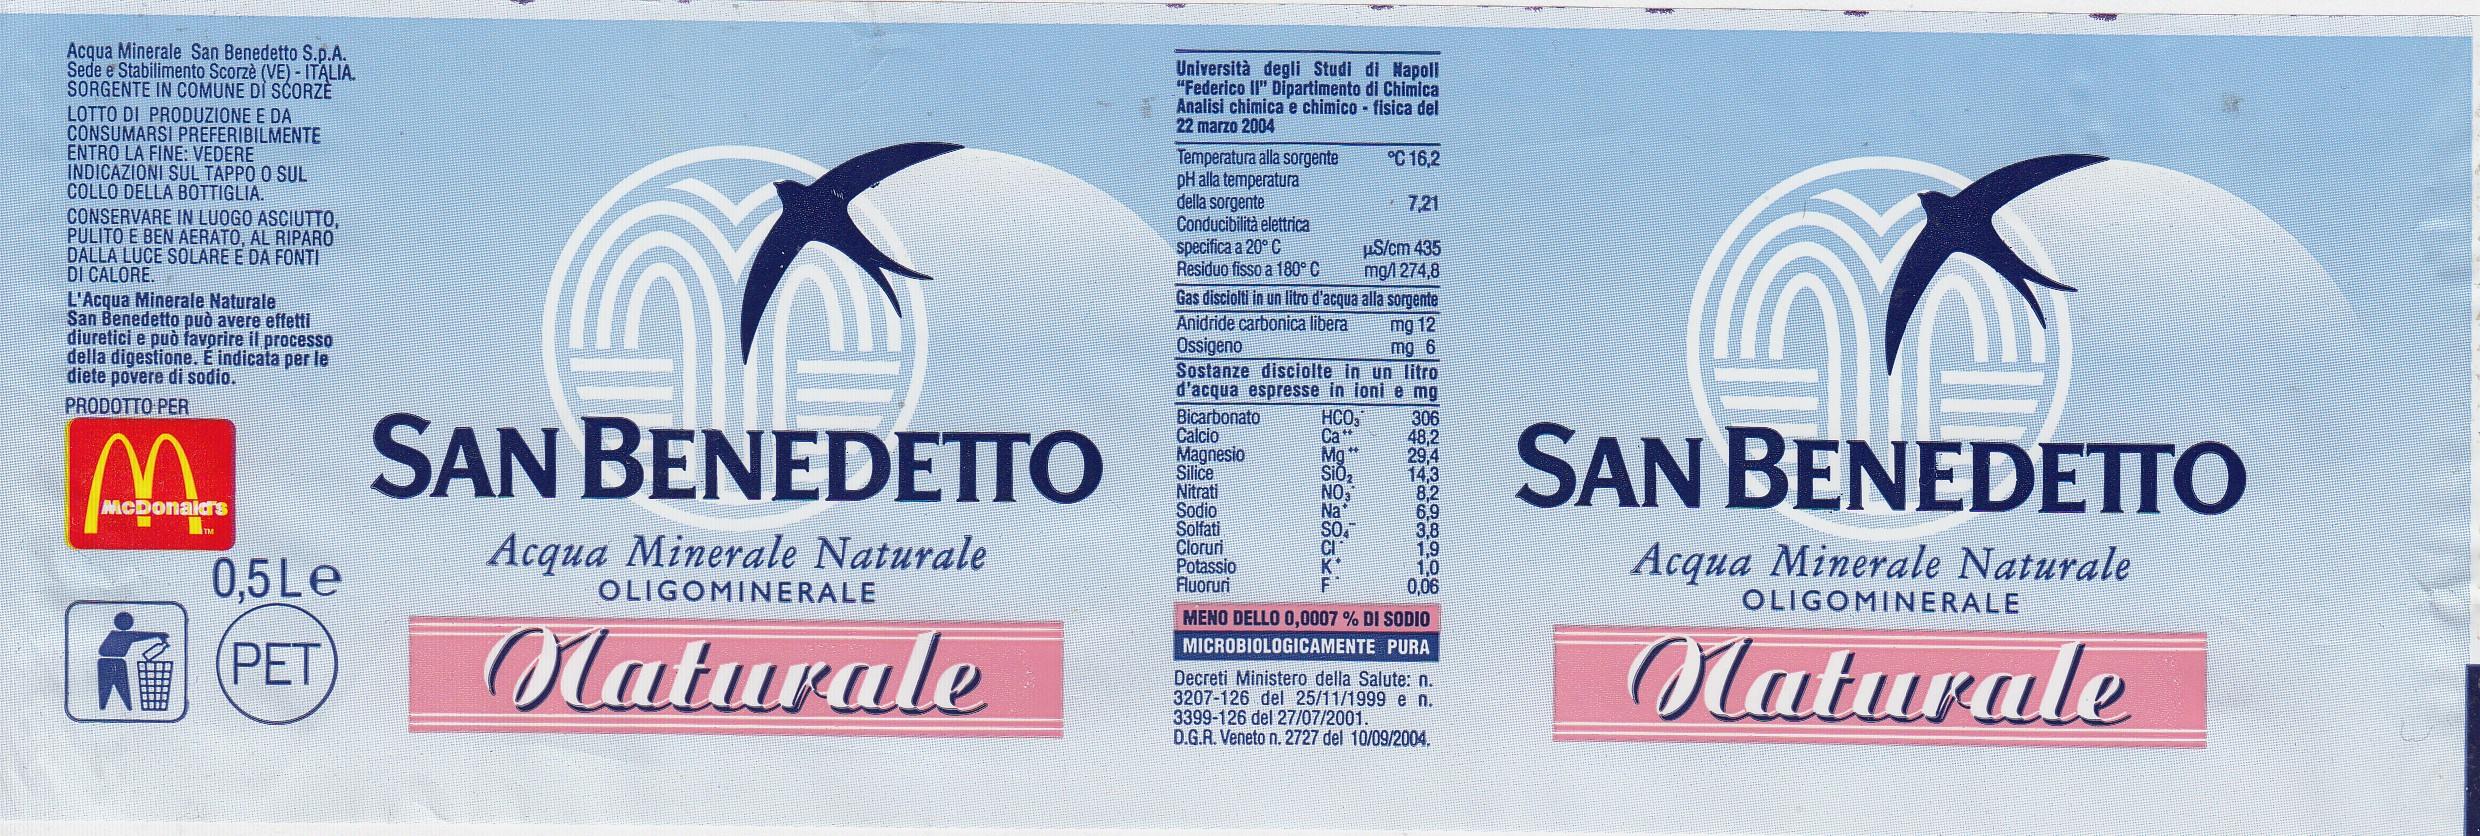 Acqua Minerale San Benedetto S.p.A.
Sede e Stabilimento Scorzè (VE) - ITALIA.
SORGENTE IN COMUNE DI SCORZÈ
LOTTO DI PRODUZIONE E DA
CONSUMARSI PREFERIBILMENTE
ENTRO LA FINE: VEDERE
INDICAZIONI SUL TAPPO O SUL
COLLO DELLA BOTTIGLIA.
CONSERVARE IN LUOGO ASCIUTTO,
PULITO E BEN AERATO, AL RIPARO
DALLA LUCE SOLARE E DA FONTI
DI CALORE.
L'Acqua Minerale Naturale
San Benedetto può avere effetti
diuretici e può favorire il processo
della digestione. È indicata per le
diete povere di sodio.
PRODOTTO PER
McDonald's
TM
0,5 L e
PET
SAN BENEDETTO
Acqua Minerale Naturale
OLIGOMINERALE
Naturale
Università degli Studi di Napoli
"Federico II" Dipartimento di Chimica
Analisi chimica e chimico - fisica del
22 marzo 2004
Temperatura alla sorgente °C 16,2
pH alla temperatura
della sorgente 7,21
Conducibilità elettrica
specifica a 20° C µS/cm 435
Residuo fisso a 180° C mg/l 274,8
Gas disciolti in un litro d'acqua alla sorgente
Anidride carbonica libera mg 12
Ossigeno mg 6
Sostanze disciolte in un litro
d'acqua espresse in ioni e mg
Bicarbonato HCO₃⁻ 306
Calcio Ca⁺⁺ 48,2
Magnesio Mg⁺⁺ 29,4
Silice SiO₂ 14,3
Nitrati NO₃⁻ 8,2
Sodio Na⁺ 6,9
Solfati SO₄⁻⁻ 3,8
Cloruri Cl⁻ 1,9
Potassio K⁺ 1,0
Fluoruri F⁻ 0,06
MENO DELLO 0,0007 % DI SODIO
MICROBIOLOGICAMENTE PURA
Decreti Ministero della Salute: n.
3207-126 del 25/11/1999 e n.
3399-126 del 27/07/2001.
D.G.R. Veneto n. 2727 del 10/09/2004.
SAN BENEDETTO
Acqua Minerale Naturale
OLIGOMINERALE
Naturale